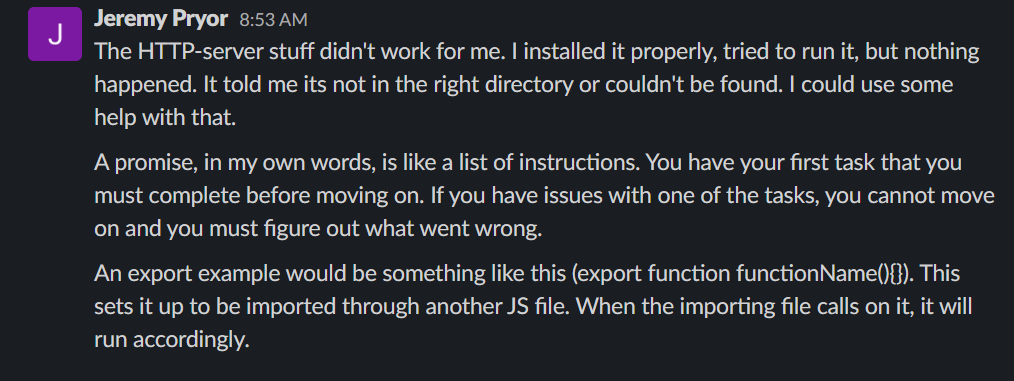 J
Jeremy Pryor 8:53 AM
The HTTP-server stuff didn't work for me. I installed it properly, tried to run it, but nothing
happened. It told me its not in the right directory or couldn't be found. I could use some
help with that.
A promise, in my own words, is like a list of instructions. You have your first task that you
must complete before moving on. If you have issues with one of the tasks, you cannot move
on and you must figure out what went wrong.
An export example would be something like this (export function functionName(){}). This
sets it up to be imported through another JS file. When the importing file calls on it, it will
run accordingly.